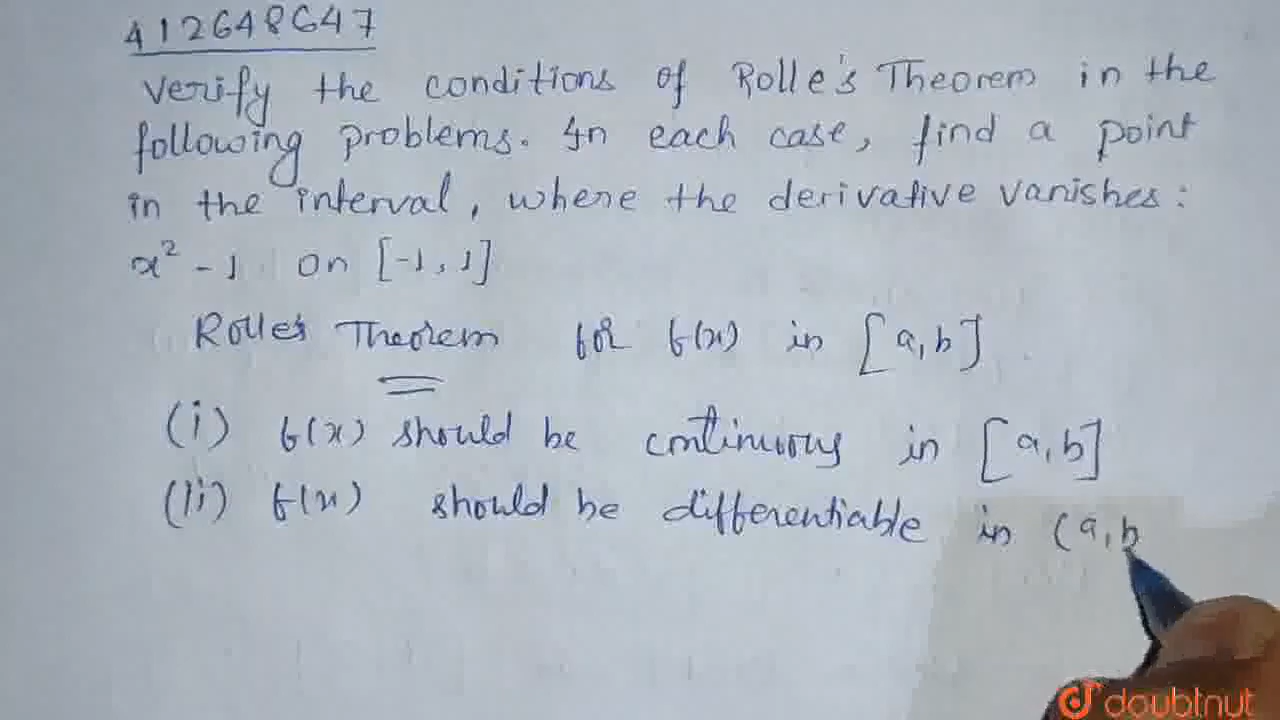 412648647
Verify the conditions of Rolle's Theorem in the
following problems. In each case, find a point
in the interval, where the derivative vanishes:
x² - 1 on [-1, 1]
Rolle's Theorem for f(x) in [a, b]
(i) f(x) should be continuous in [a, b]
(ii) f(x) should be differentiable in (a, b
doubtnut